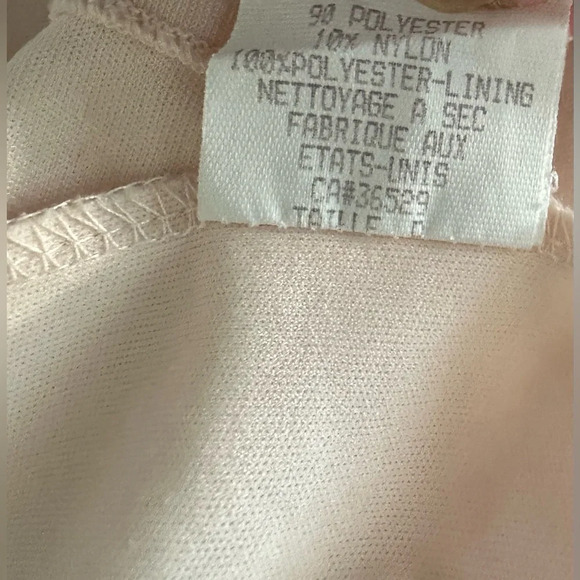 90 POLYESTER
10% NYLON
100%POLYESTER-LINING
NETTOYAGE A SEC
FABRIQUE AUX
ETATS-UNIS
CA#36529
TAILLE